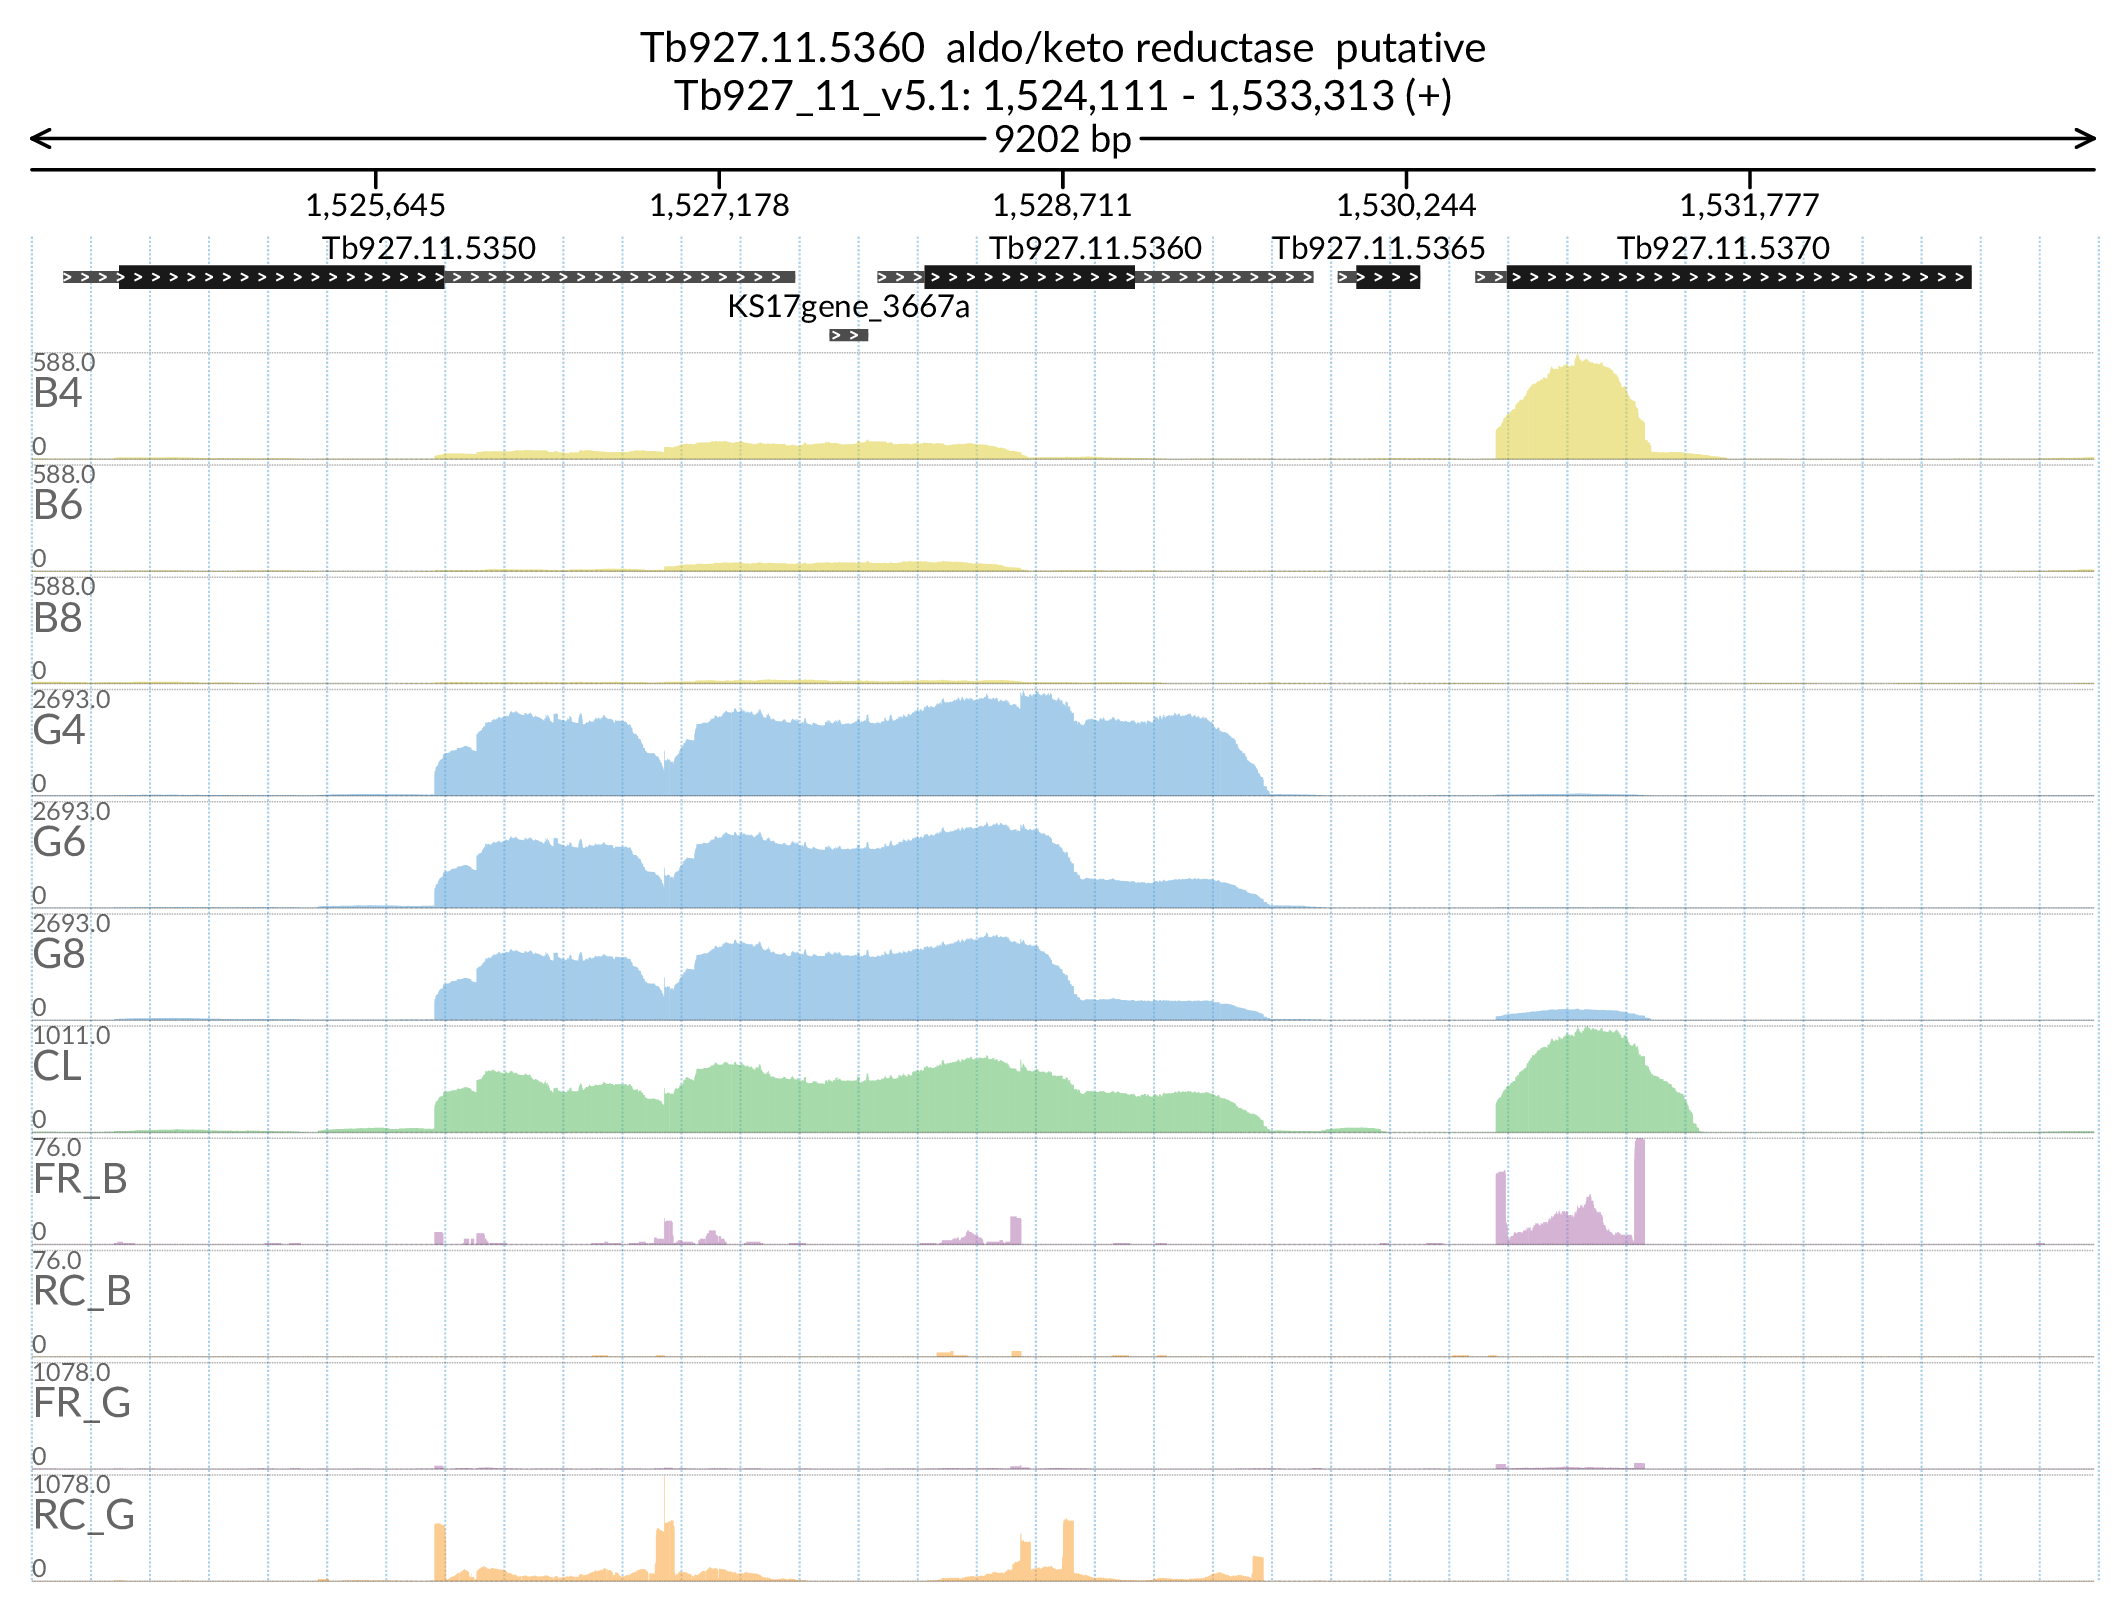 Tb927.11.5360  aldo/keto reductase  putative
Tb927_11_v5.1: 1,524,111 - 1,533,313 (+)
9202 bp
1,525,645 1,527,178 1,528,711 1,530,244 1,531,777
Tb927.11.5350 Tb927.11.5360 Tb927.11.5365 Tb927.11.5370
KS17gene_3667a
588.0
B4
0
588.0
B6
0
588.0
B8
0
2693.0
G4
0
2693.0
G6
0
2693.0
G8
0
1011.0
CL
0
76.0
FR_B
0
76.0
RC_B
0
1078.0
FR_G
0
1078.0
RC_G
0